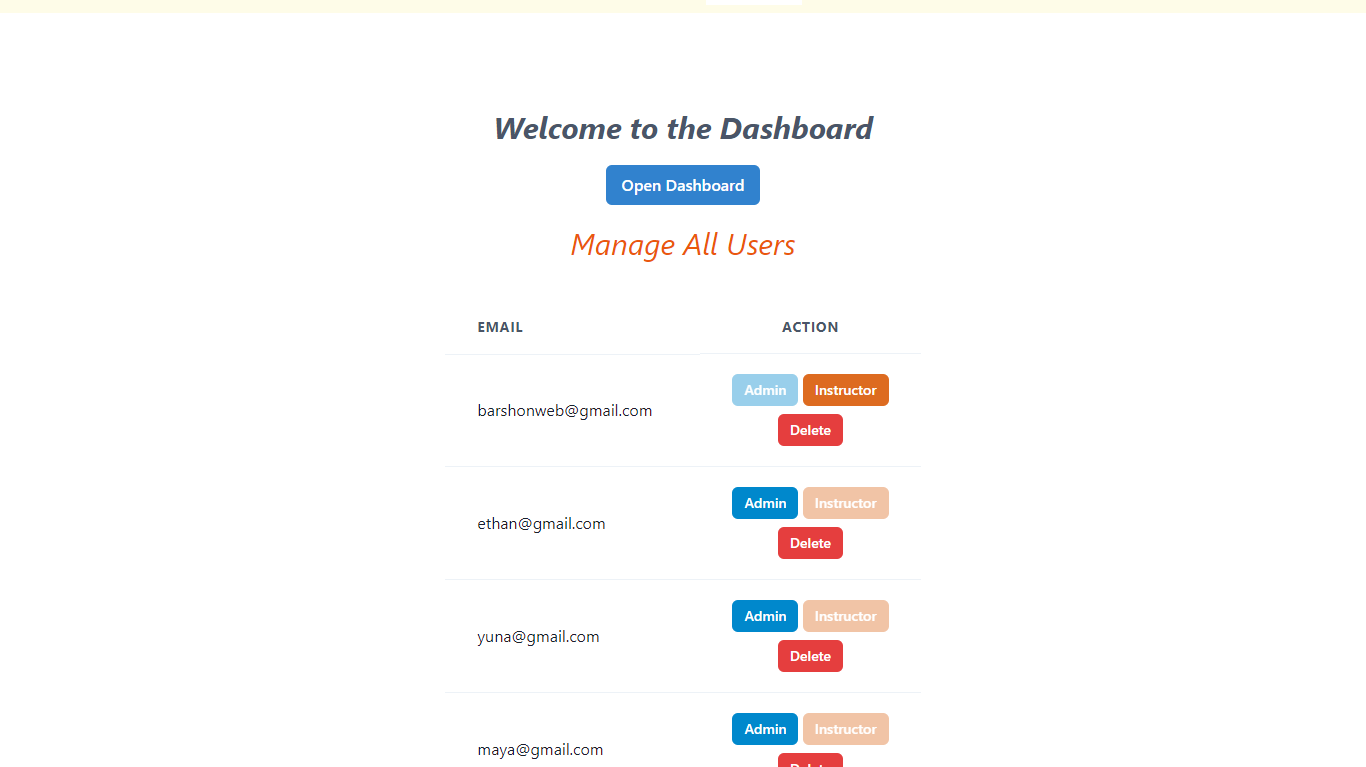 Welcome to the Dashboard
Open Dashboard
Manage All Users
EMAIL ACTION
barshonweb@gmail.com Admin Instructor
Delete
ethan@gmail.com Admin Instructor
Delete
yuna@gmail.com Admin Instructor
Delete
maya@gmail.com Admin Instructor